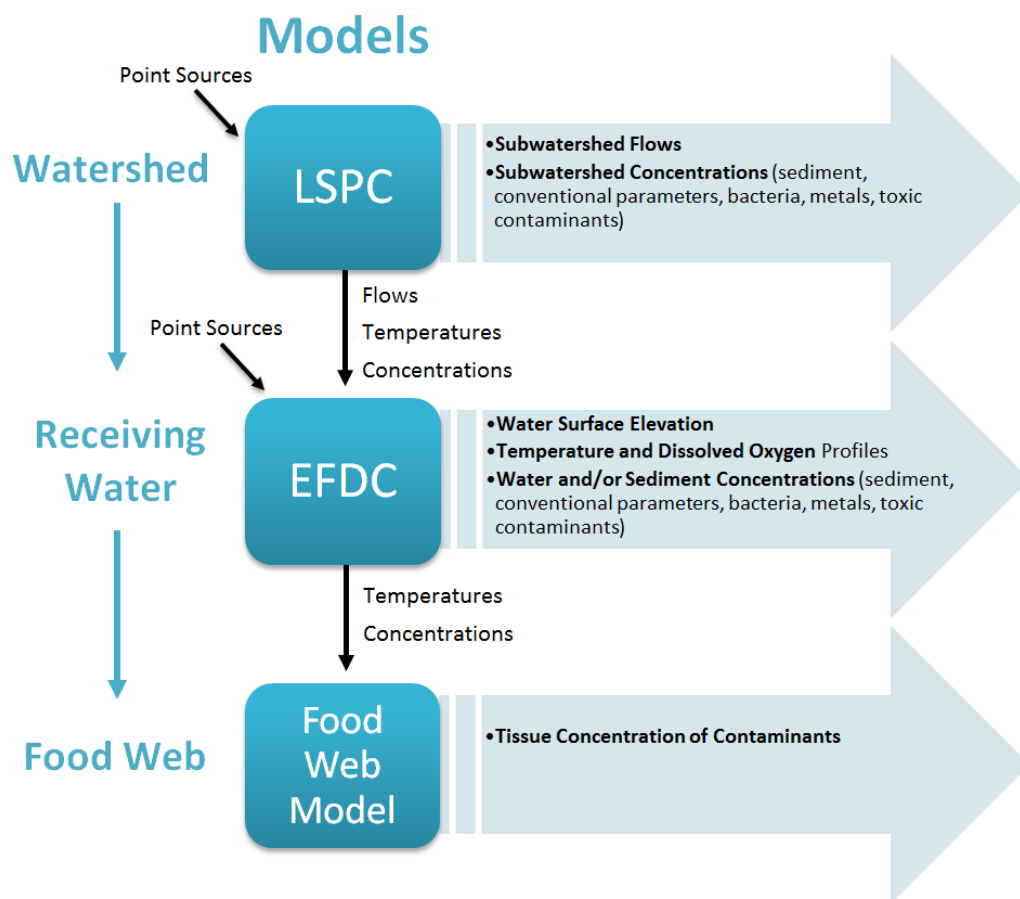 Models
Point Sources
Watershed
LSPC
•Subwatershed Flows
•Subwatershed Concentrations (sediment,
conventional parameters, bacteria, metals, toxic
contaminants)
Flows
Temperatures
Concentrations
Point Sources
Receiving
Water
EFDC
•Water Surface Elevation
•Temperature and Dissolved Oxygen Profiles
•Water and/or Sediment Concentrations (sediment,
conventional parameters, bacteria, metals, toxic
contaminants)
Temperatures
Concentrations
Food Web
Food
Web
Model
•Tissue Concentration of Contaminants